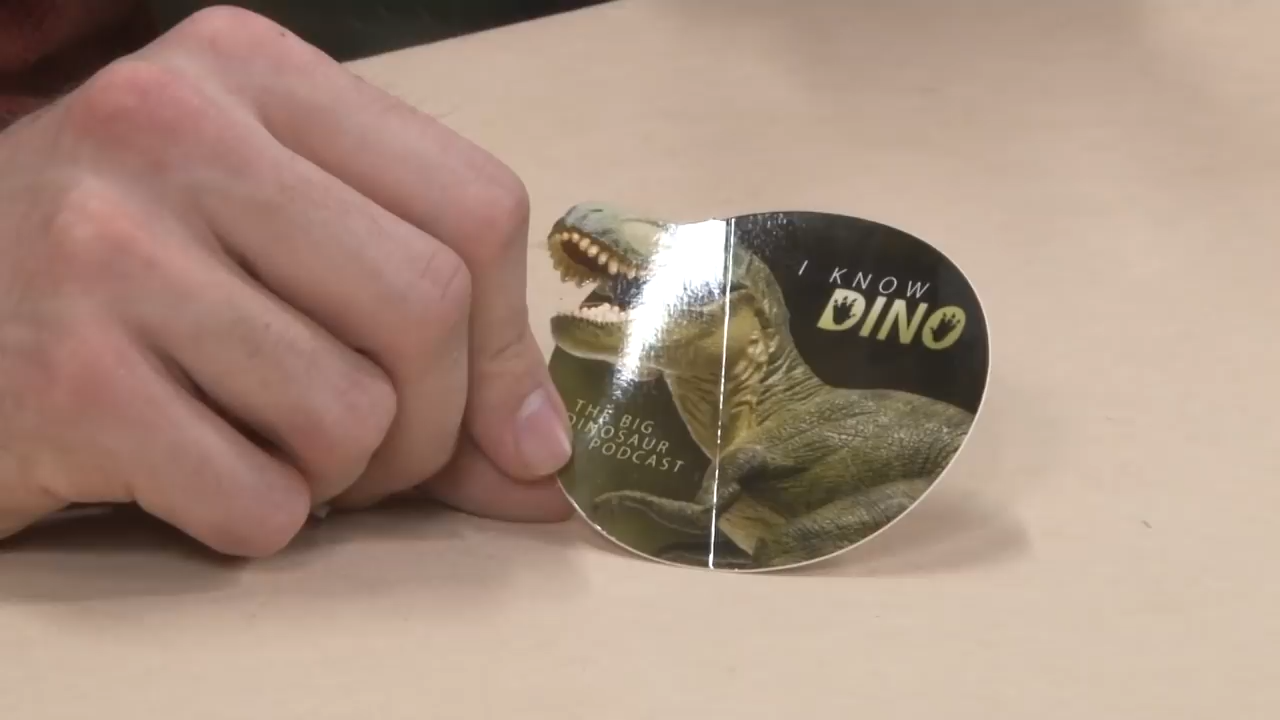 I KNOW
DINO
THE BIG
DINOSAUR
PODCAST